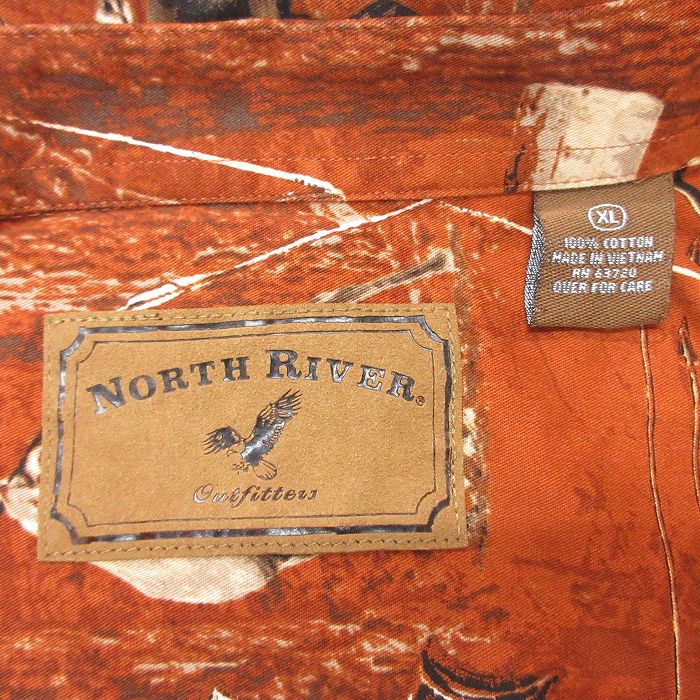 XL
100% COTTON
MADE IN VIETNAM
RN 63720
OVER FOR CARE
NORTH RIVER®
Outfitters